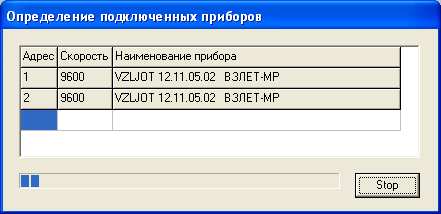 Определение подключенных приборов
Адрес Скорость Наименование прибора
1 9600 VZLJOT 12.11.05.02 ВЗЛЕТ-МР
2 9600 VZLJOT 12.11.05.02 ВЗЛЕТ-МР
Stop